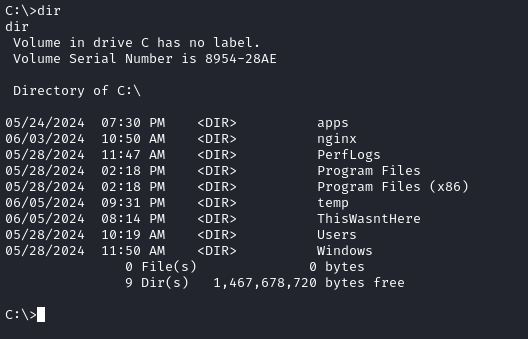 C:\>dir
dir
 Volume in drive C has no label.
 Volume Serial Number is 8954-28AE

 Directory of C:\

05/24/2024  07:30 PM    <DIR>          apps
06/03/2024  10:50 AM    <DIR>          nginx
05/28/2024  11:47 AM    <DIR>          PerfLogs
05/28/2024  02:18 PM    <DIR>          Program Files
05/28/2024  02:18 PM    <DIR>          Program Files (x86)
06/05/2024  09:31 PM    <DIR>          temp
06/05/2024  08:14 PM    <DIR>          ThisWasntHere
05/28/2024  10:19 AM    <DIR>          Users
05/28/2024  11:50 AM    <DIR>          Windows
               0 File(s)              0 bytes
               9 Dir(s)   1,467,678,720 bytes free

C:\>